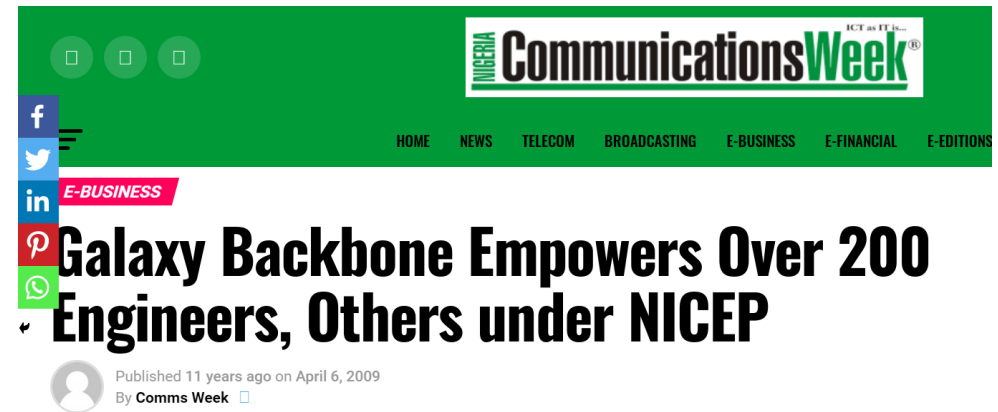 ICT as IT is...
NIGERIA CommunicationsWeek®
HOME NEWS TELECOM BROADCASTING E-BUSINESS E-FINANCIAL E-EDITIONS
E-BUSINESS
Galaxy Backbone Empowers Over 200
Engineers, Others under NICEP
Published 11 years ago on April 6, 2009
By Comms Week